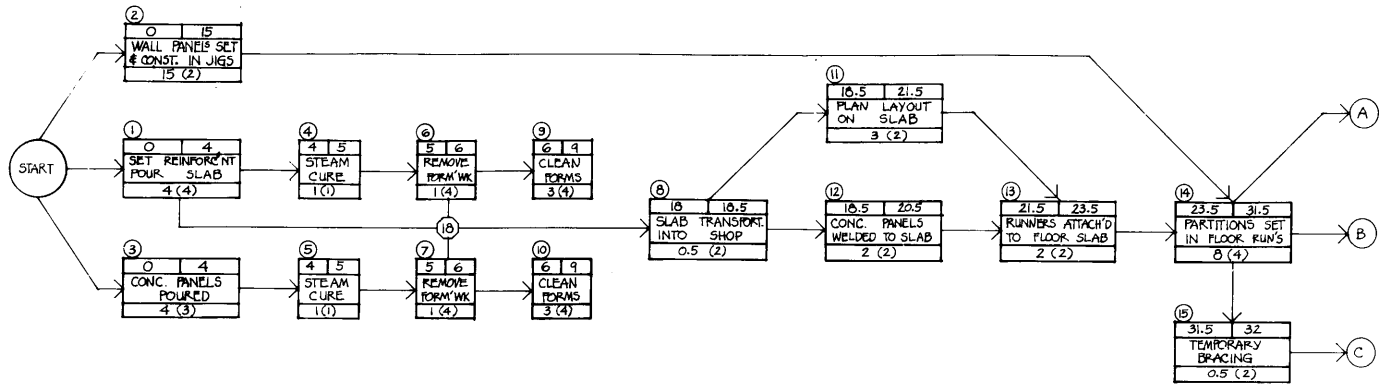 START
2
0 15
WALL PANELS SET
& CONST. IN JIGS
15 (2)
1
0 4
SET REINFORC'NT
POUR SLAB
4 (4)
3
0 4
CONC. PANELS
POURED
4 (3)
4
4 5
STEAM
CURE
1 (1)
5
4 5
STEAM
CURE
1 (1)
6
5 6
REMOVE
FORM'WK
1 (4)
18
7
5 6
REMOVE
FORM'WK
1 (4)
9
6 9
CLEAN
FORMS
3 (4)
10
6 9
CLEAN
FORMS
3 (4)
8
18 18.5
SLAB TRANSPORT.
INTO SHOP
0.5 (2)
11
18.5 21.5
PLAN LAYOUT
ON SLAB
3 (2)
12
18.5 20.5
CONC. PANELS
WELDED TO SLAB
2 (2)
13
21.5 23.5
RUNNERS ATTACH'D
TO FLOOR SLAB
2 (2)
14
23.5 31.5
PARTITIONS SET
IN FLOOR RUN'S
8 (4)
15
31.5 32
TEMPORARY
BRACING
0.5 (2)
A
B
C